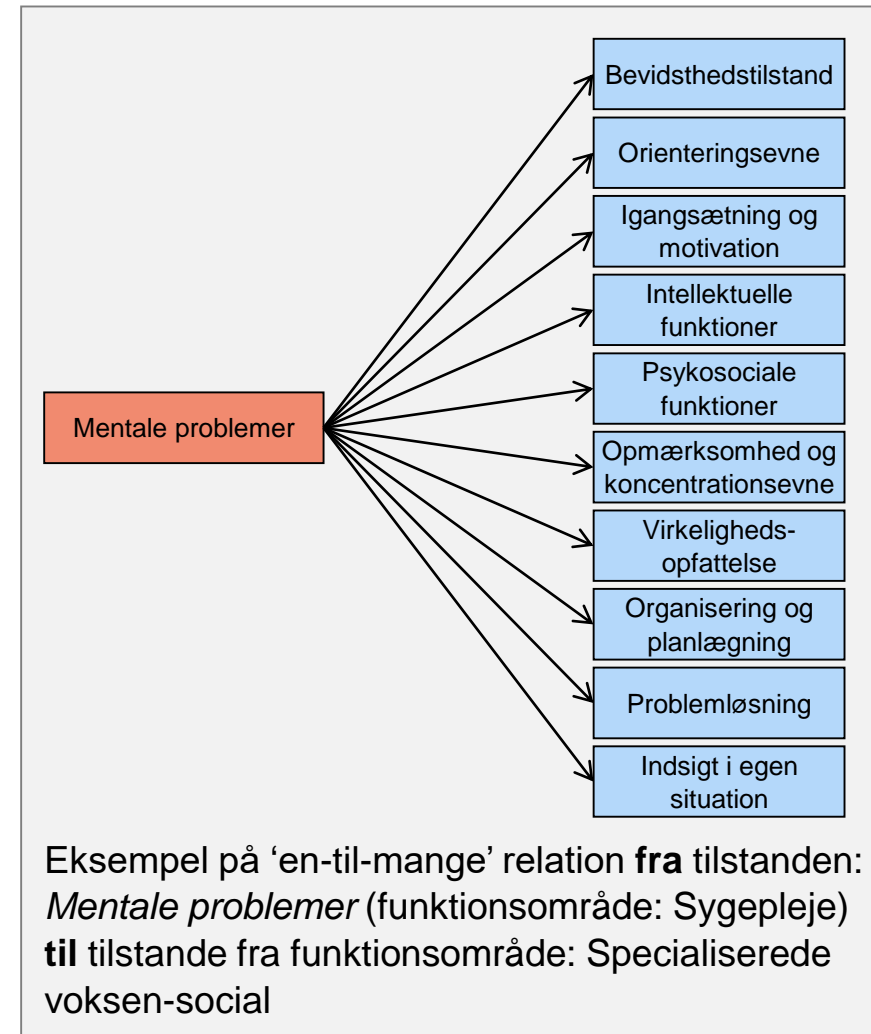 Bevidsthedstilstand
Orienteringsevne
Igangsætning og
motivation
Intellektuelle
funktioner
Psykosociale
funktioner
Mentale problemer
Opmærksomhed og
koncentrationsevne
Virkeligheds-
opfattelse
Organisering og
planlægning
Problemløsning
Indsigt i egen
situation
Eksempel på ‘en-til-mange’ relation fra tilstanden:
Mentale problemer (funktionsområde: Sygepleje)
til tilstande fra funktionsområde: Specialiserede
voksen-social